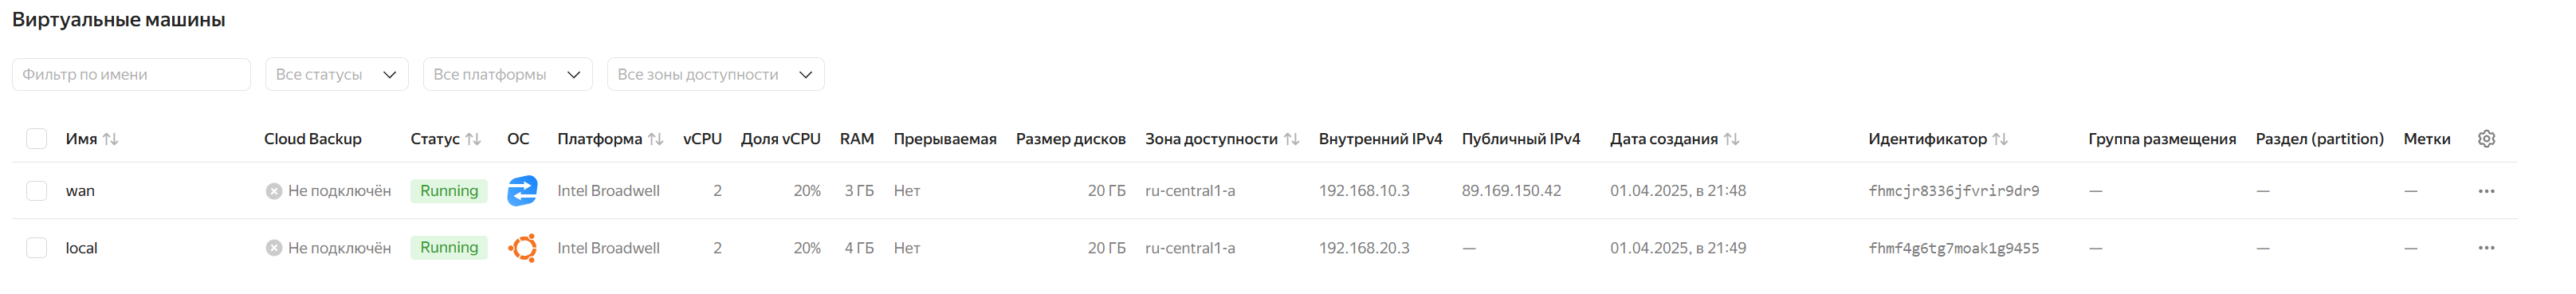 Виртуальные машины
Фильтр по имени Все статусы Все платформы Все зоны доступности
Имя Cloud Backup Статус ОС Платформа vCPU Доля vCPU RAM Прерываемая Размер дисков Зона доступности Внутренний IPv4 Публичный IPv4 Дата создания Идентификатор Группа размещения Раздел (partition) Метки
wan Не подключён Running Intel Broadwell 2 20% 3 ГБ Нет 20 ГБ ru-central1-a 192.168.10.3 89.169.150.42 01.04.2025, в 21:48 fhmcjr8336jfvrir9dr9 — — —
local Не подключён Running Intel Broadwell 2 20% 4 ГБ Нет 20 ГБ ru-central1-a 192.168.20.3 — 01.04.2025, в 21:49 fhmf4g6tg7moak1g9455 — — —